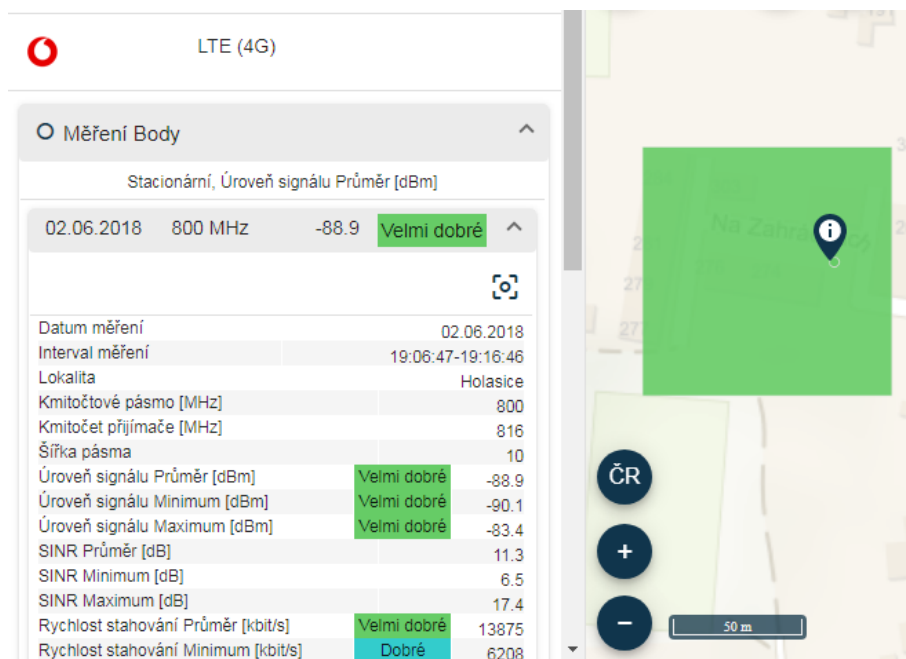 LTE (4G)
Měření Body
Stacionární, Úroveň signálu Průměr [dBm]
02.06.2018 800 MHz -88.9 Velmi dobré
Datum měření 02.06.2018
Interval měření 19:06:47-19:16:46
Lokalita Holasice
Kmitočtové pásmo [MHz] 800
Kmitočet přijímače [MHz] 816
Šířka pásma 10
Úroveň signálu Průměr [dBm] Velmi dobré -88.9
Úroveň signálu Minimum [dBm] Velmi dobré -90.1
Úroveň signálu Maximum [dBm] Velmi dobré -83.4
SINR Průměr [dB] 11.3
SINR Minimum [dB] 6.5
SINR Maximum [dB] 17.4
Rychlost stahování Průměr [kbit/s] Velmi dobré 13875
Rychlost stahování Minimum [kbit/s] Dobré 6208
Na
ČR
+
−
50 m